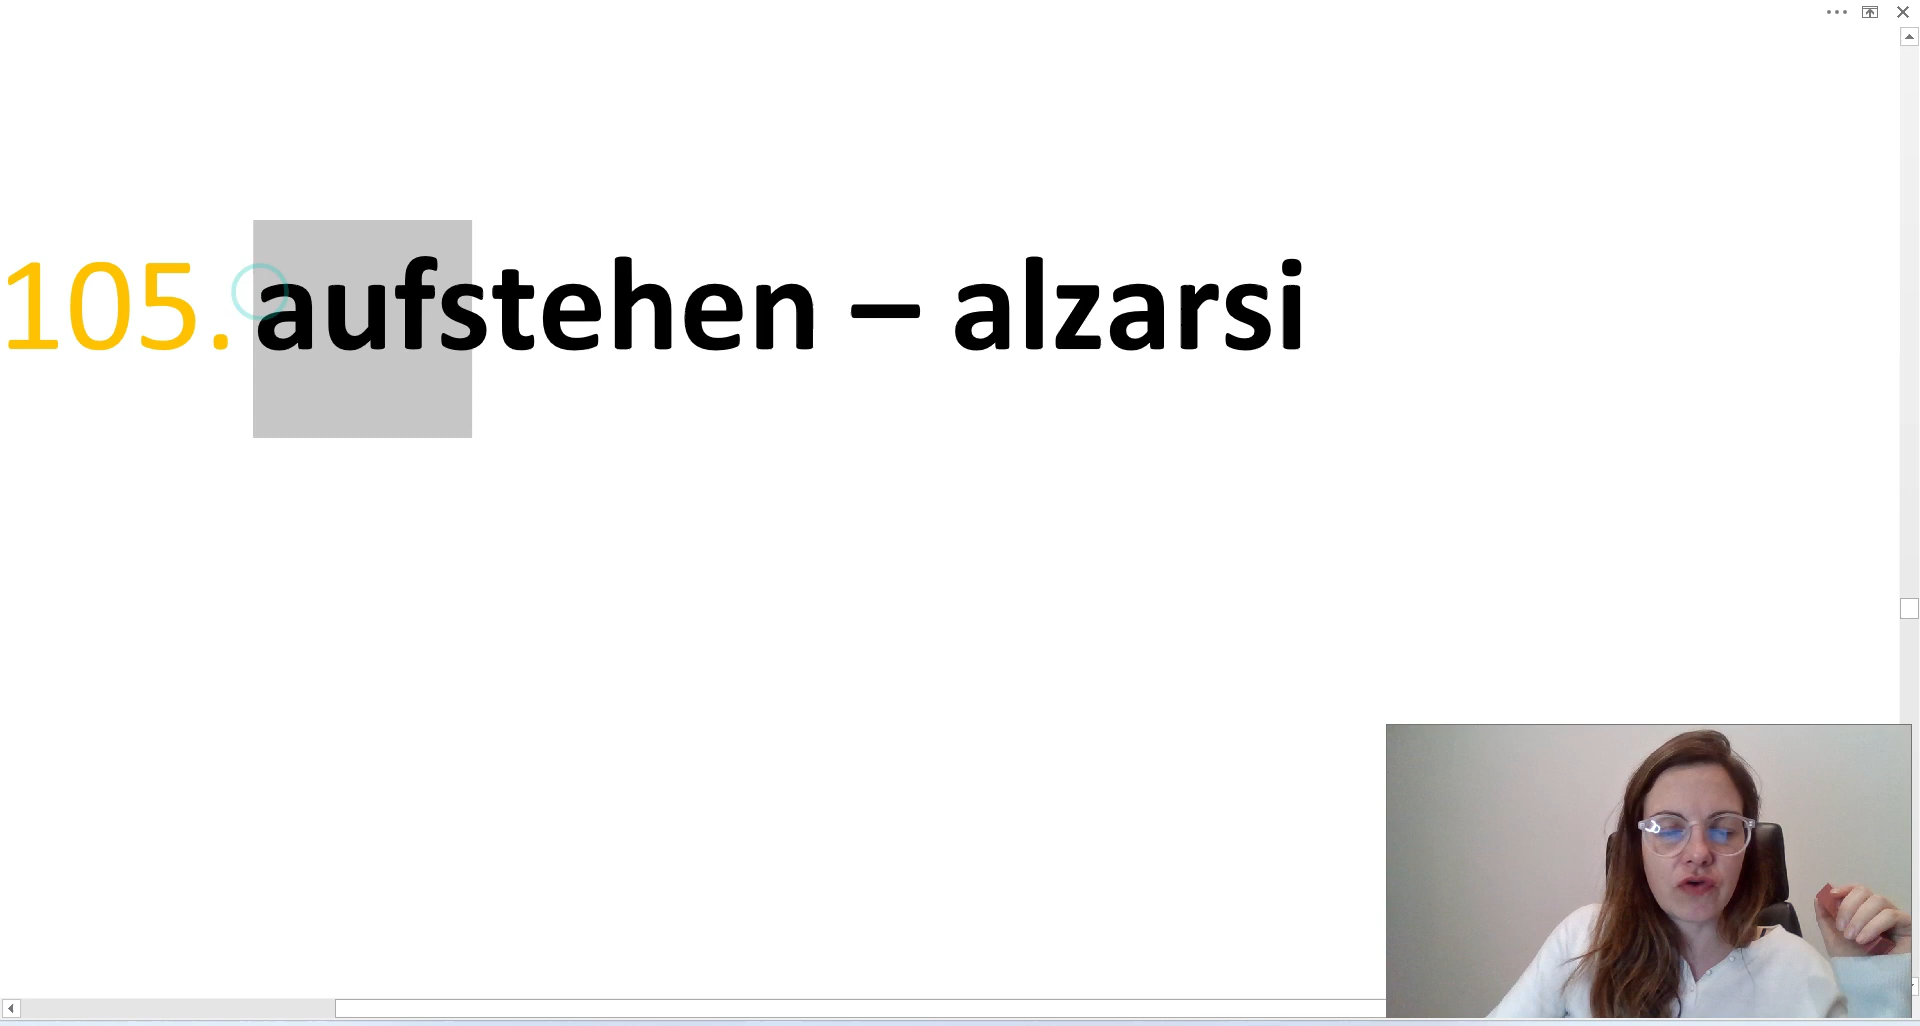 105. aufstehen – alzarsi